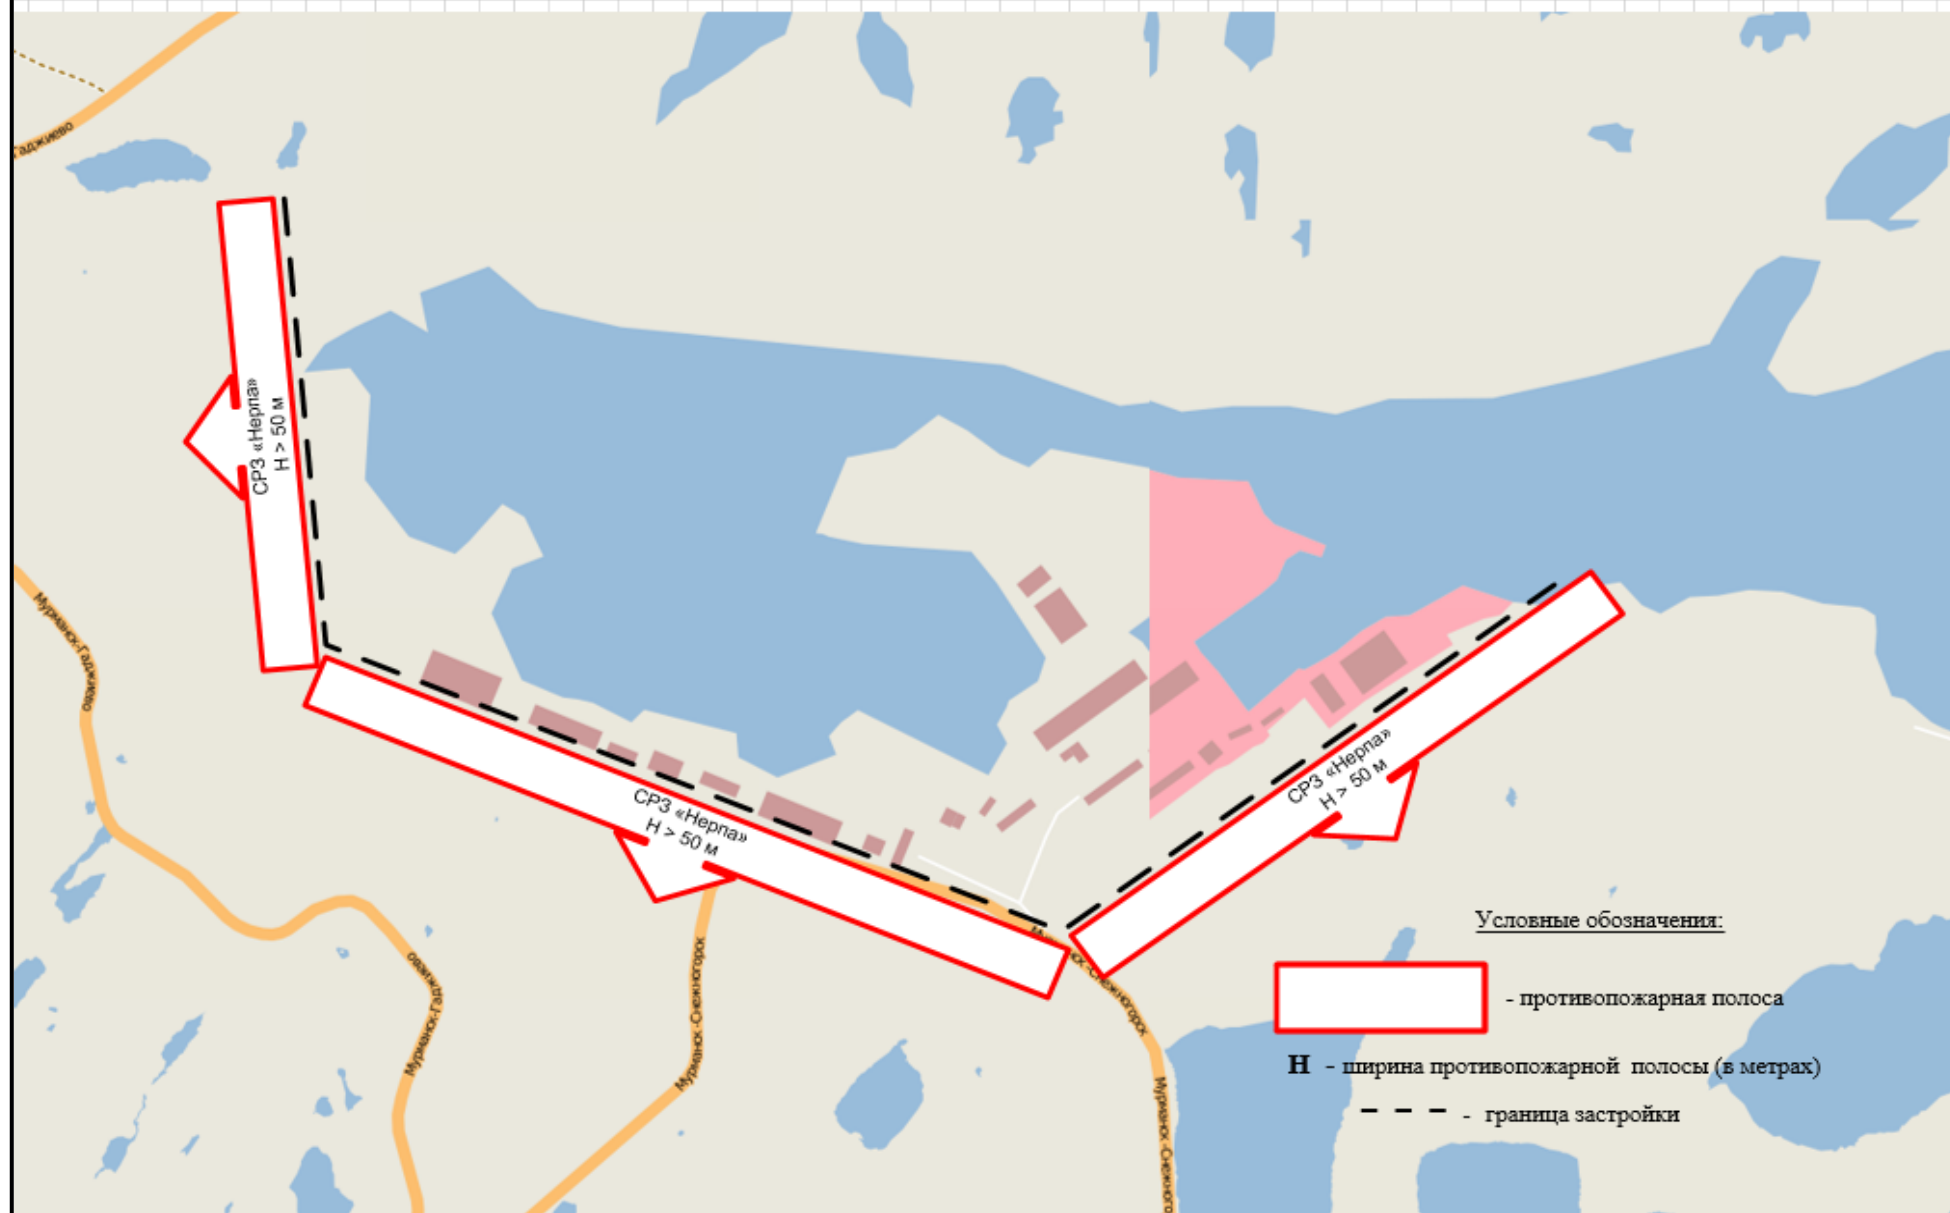 Гаджиево
СРЗ «Нерпа»
Н > 50 м
Мурманск-Гаджиево
СРЗ «Нерпа»
Н > 50 м
СРЗ «Нерпа»
Н > 50 м
Мурманск-Снежногорск
Мурманск-Снежногорск
Условные обозначения:
- противопожарная полоса
Н - ширина противопожарной полосы (в метрах)
- граница застройки